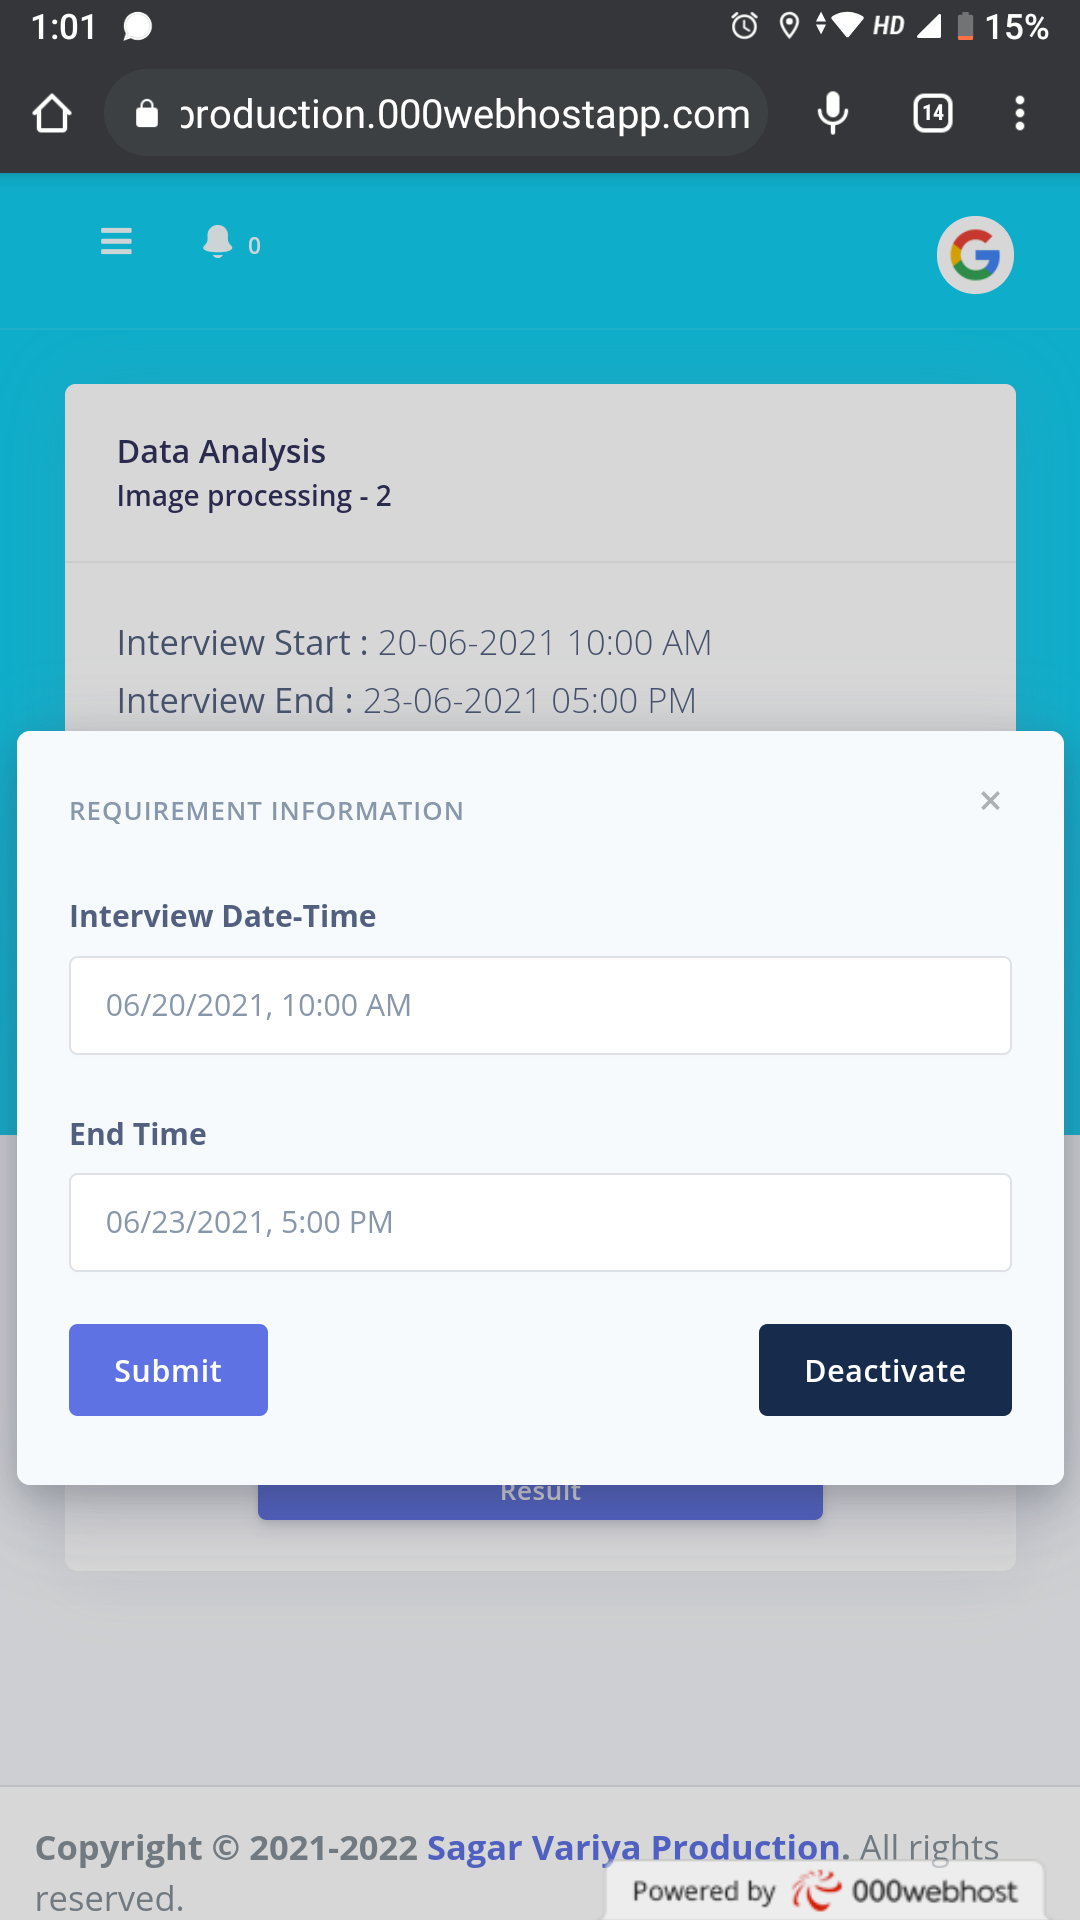 1:01
HD
15%
production.000webhostapp.com
14
0
Data Analysis
Image processing - 2
Interview Start : 20-06-2021 10:00 AM
Interview End : 23-06-2021 05:00 PM
REQUIREMENT INFORMATION
×
Interview Date-Time
06/20/2021, 10:00 AM
End Time
06/23/2021, 5:00 PM
Submit
Deactivate
Result
Copyright © 2021-2022 Sagar Variya Production. All rights
reserved.
Powered by 000webhost